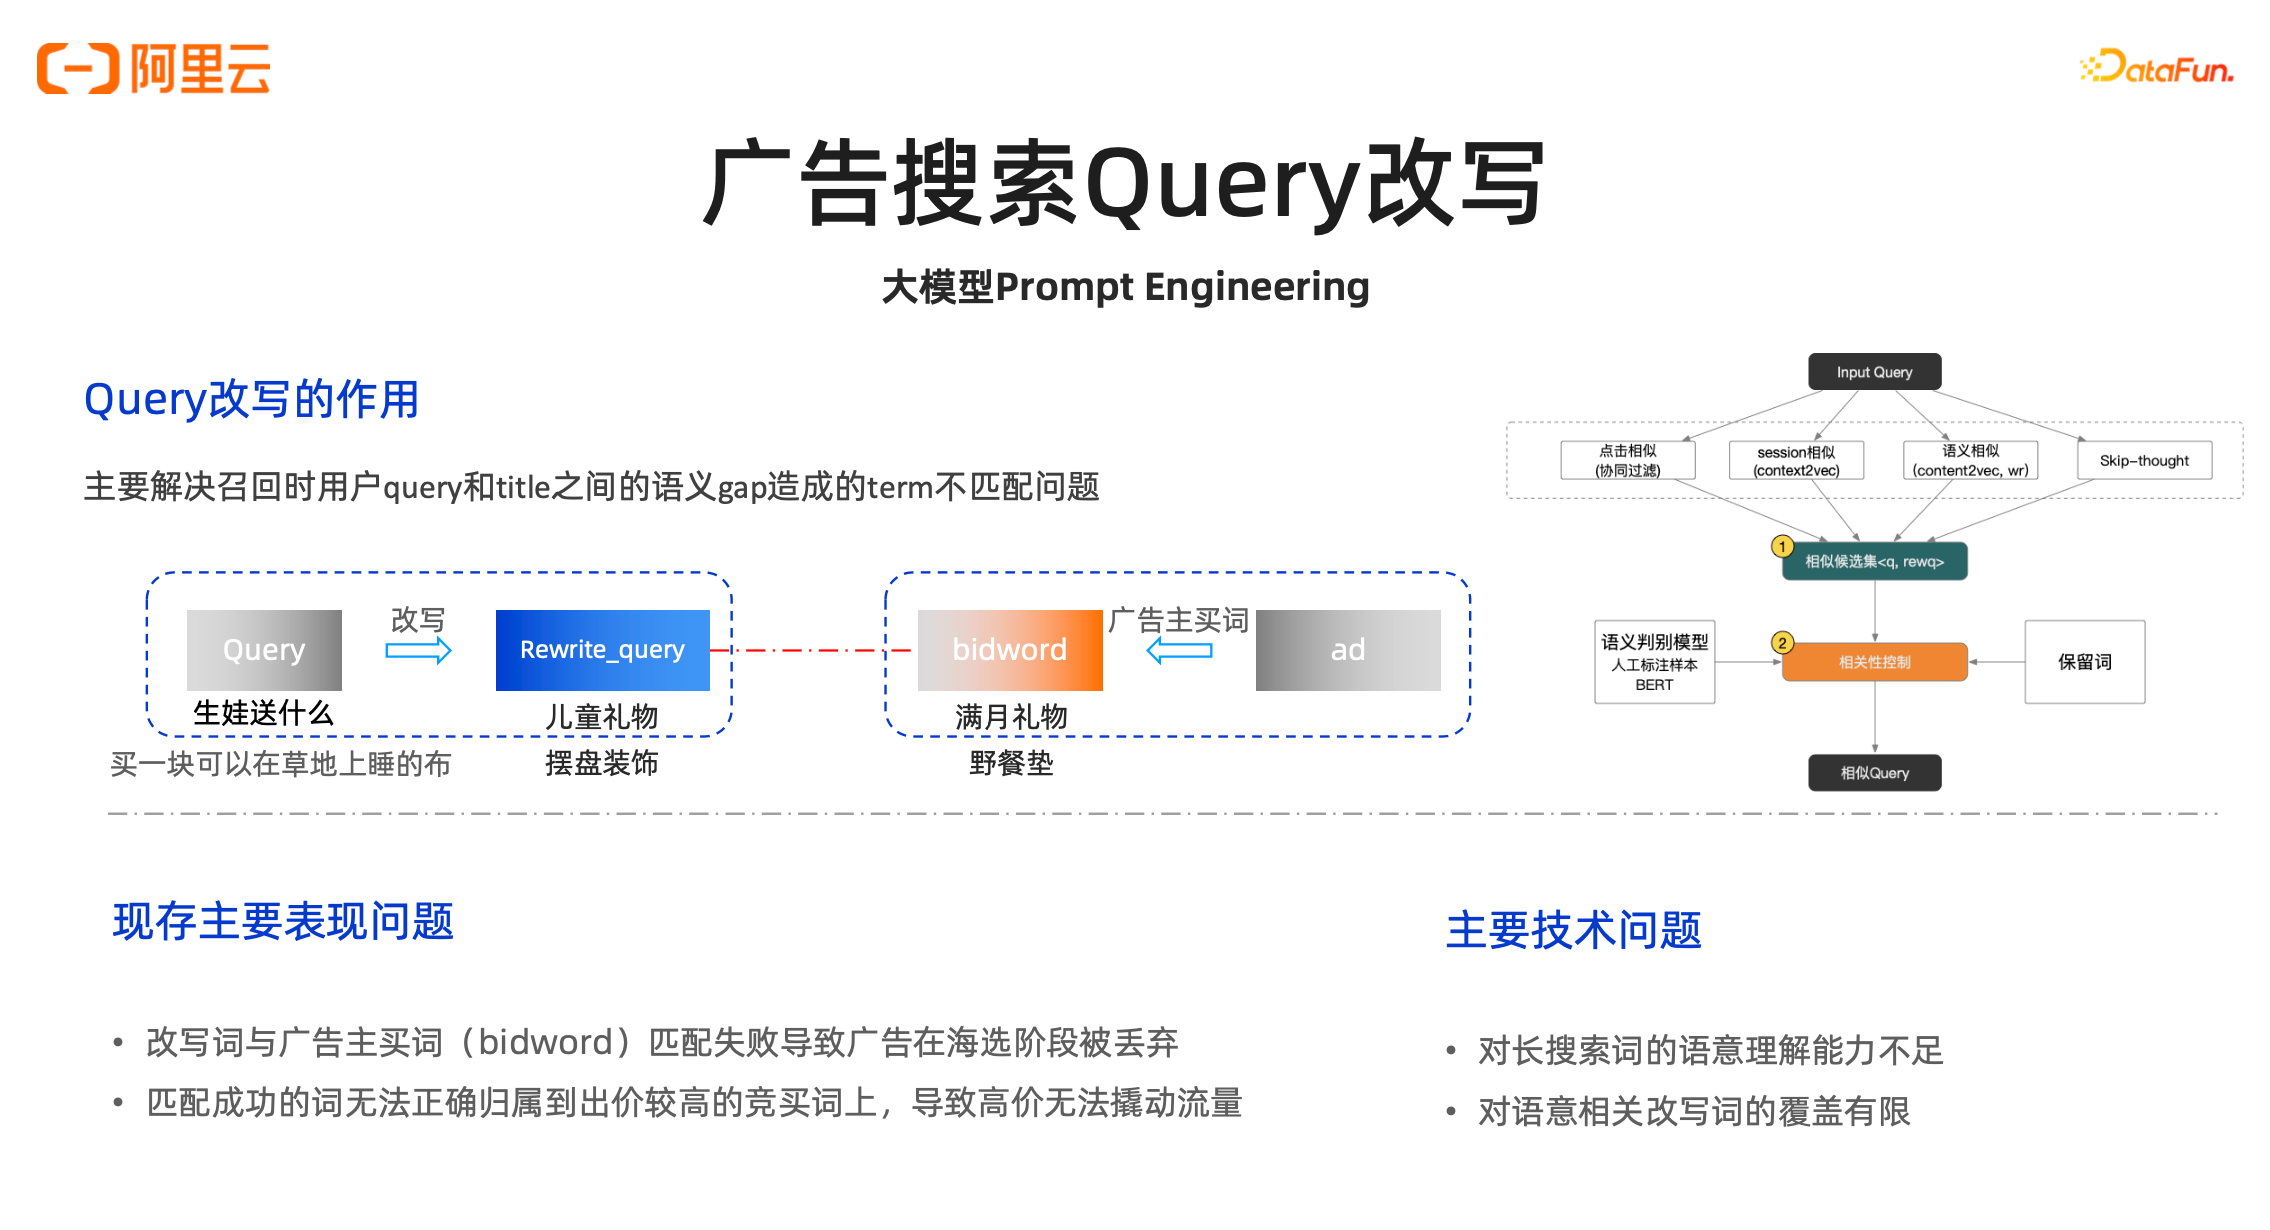 阿里云
DataFun.
广告搜索Query改写
大模型Prompt Engineering
Query改写的作用
主要解决召回时用户query和title之间的语义gap造成的term不匹配问题
Query
改写
Rewrite_query
bidword
广告主买词
ad
生娃送什么
儿童礼物
满月礼物
买一块可以在草地上睡的布
摆盘装饰
野餐垫
Input Query
点击相似
(协同过滤)
session相似
(context2vec)
语义相似
(content2vec, wr)
Skip-thought
1
相似候选集<q, rewq>
语义判别模型
人工标注样本
BERT
2
相关性控制
保留词
相似Query
现存主要表现问题
• 改写词与广告主买词（bidword）匹配失败导致广告在海选阶段被丢弃
• 匹配成功的词无法正确归属到出价较高的竞买词上，导致高价无法撬动流量
主要技术问题
• 对长搜索词的语意理解能力不足
• 对语意相关改写词的覆盖有限